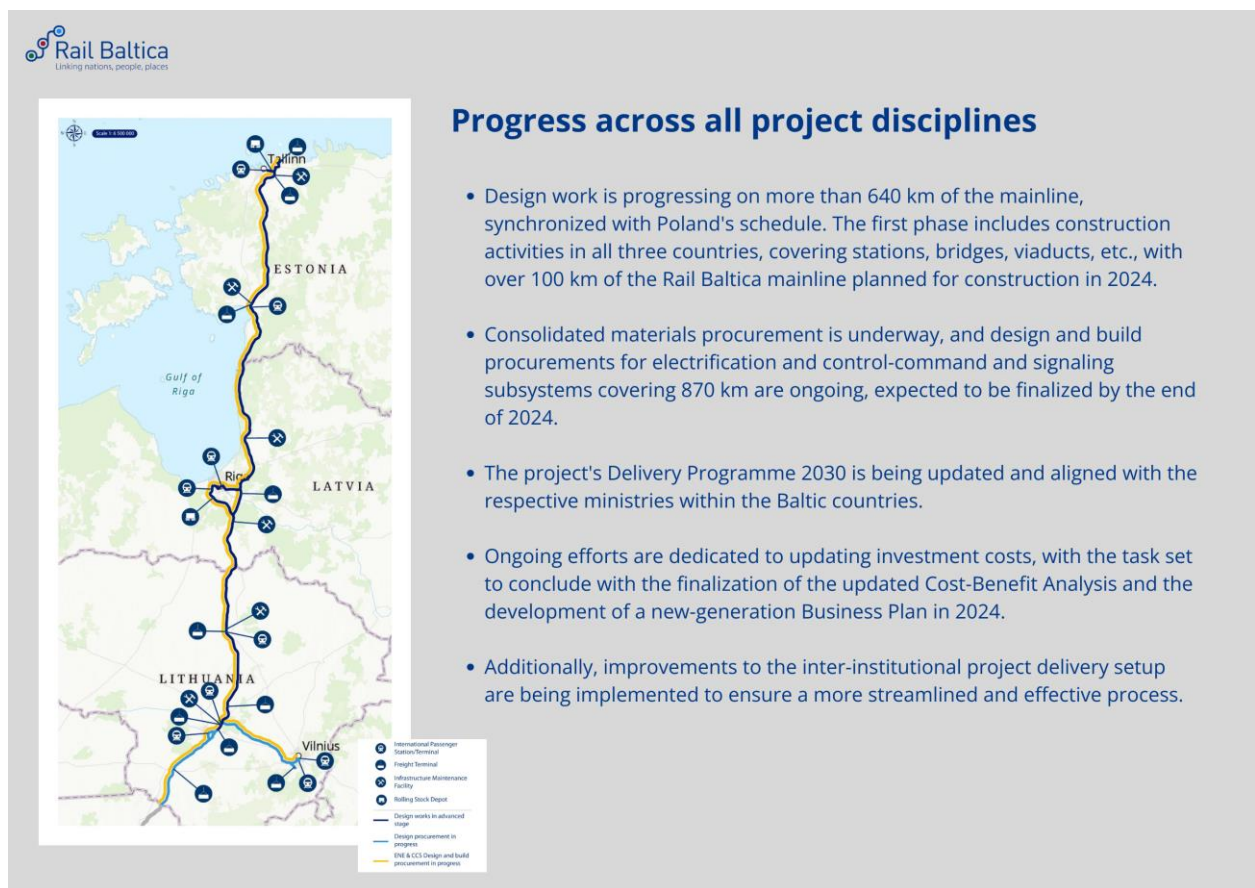 Rail Baltica
Linking nations, people, places
Progress across all project disciplines
• Design work is progressing on more than 640 km of the mainline,
synchronized with Poland's schedule. The first phase includes construction
activities in all three countries, covering stations, bridges, viaducts, etc., with
over 100 km of the Rail Baltica mainline planned for construction in 2024.
• Consolidated materials procurement is underway, and design and build
procurements for electrification and control-command and signaling
subsystems covering 870 km are ongoing, expected to be finalized by the end
of 2024.
• The project's Delivery Programme 2030 is being updated and aligned with the
respective ministries within the Baltic countries.
• Ongoing efforts are dedicated to updating investment costs, with the task set
to conclude with the finalization of the updated Cost-Benefit Analysis and the
development of a new-generation Business Plan in 2024.
• Additionally, improvements to the inter-institutional project delivery setup
are being implemented to ensure a more streamlined and effective process.
Tallinn
ESTONIA
Gulf of
Riga
Rig
LATVIA
LITHUANIA
Vilnius
International Passenger
Station/Terminal
Freight Terminal
Infrastructure Maintenance
Facility
Rolling Stock Depot
Design works in advanced
stage
Design procurement in
progress
ENE & CCS Design and build
procurement in progress